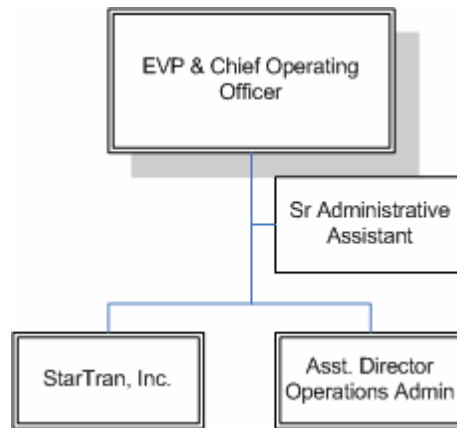 EVP & Chief Operating
Officer
Sr Administrative
Assistant
StarTran, Inc.
Asst. Director
Operations Admin